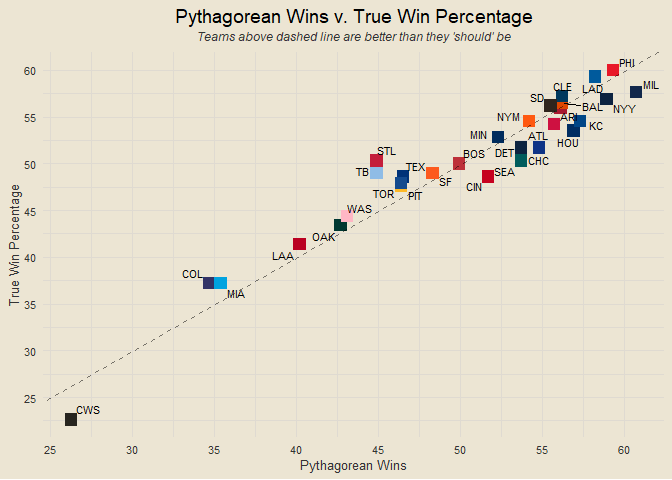 Pythagorean Wins v. True Win Percentage
Teams above dashed line are better than they 'should' be
True Win Percentage
60
55
50
45
40
35
30
25
PHI
MIL
CLE
LAD
SD
BAL
NYY
NYM
ARI
KC
MIN
ATL
HOU
STL
BOS
DET
CHC
TB
TEX
SEA
SF
CIN
TOR
PIT
WAS
OAK
LAA
COL
MIA
CWS
25
30
35
40
45
50
55
60
Pythagorean Wins